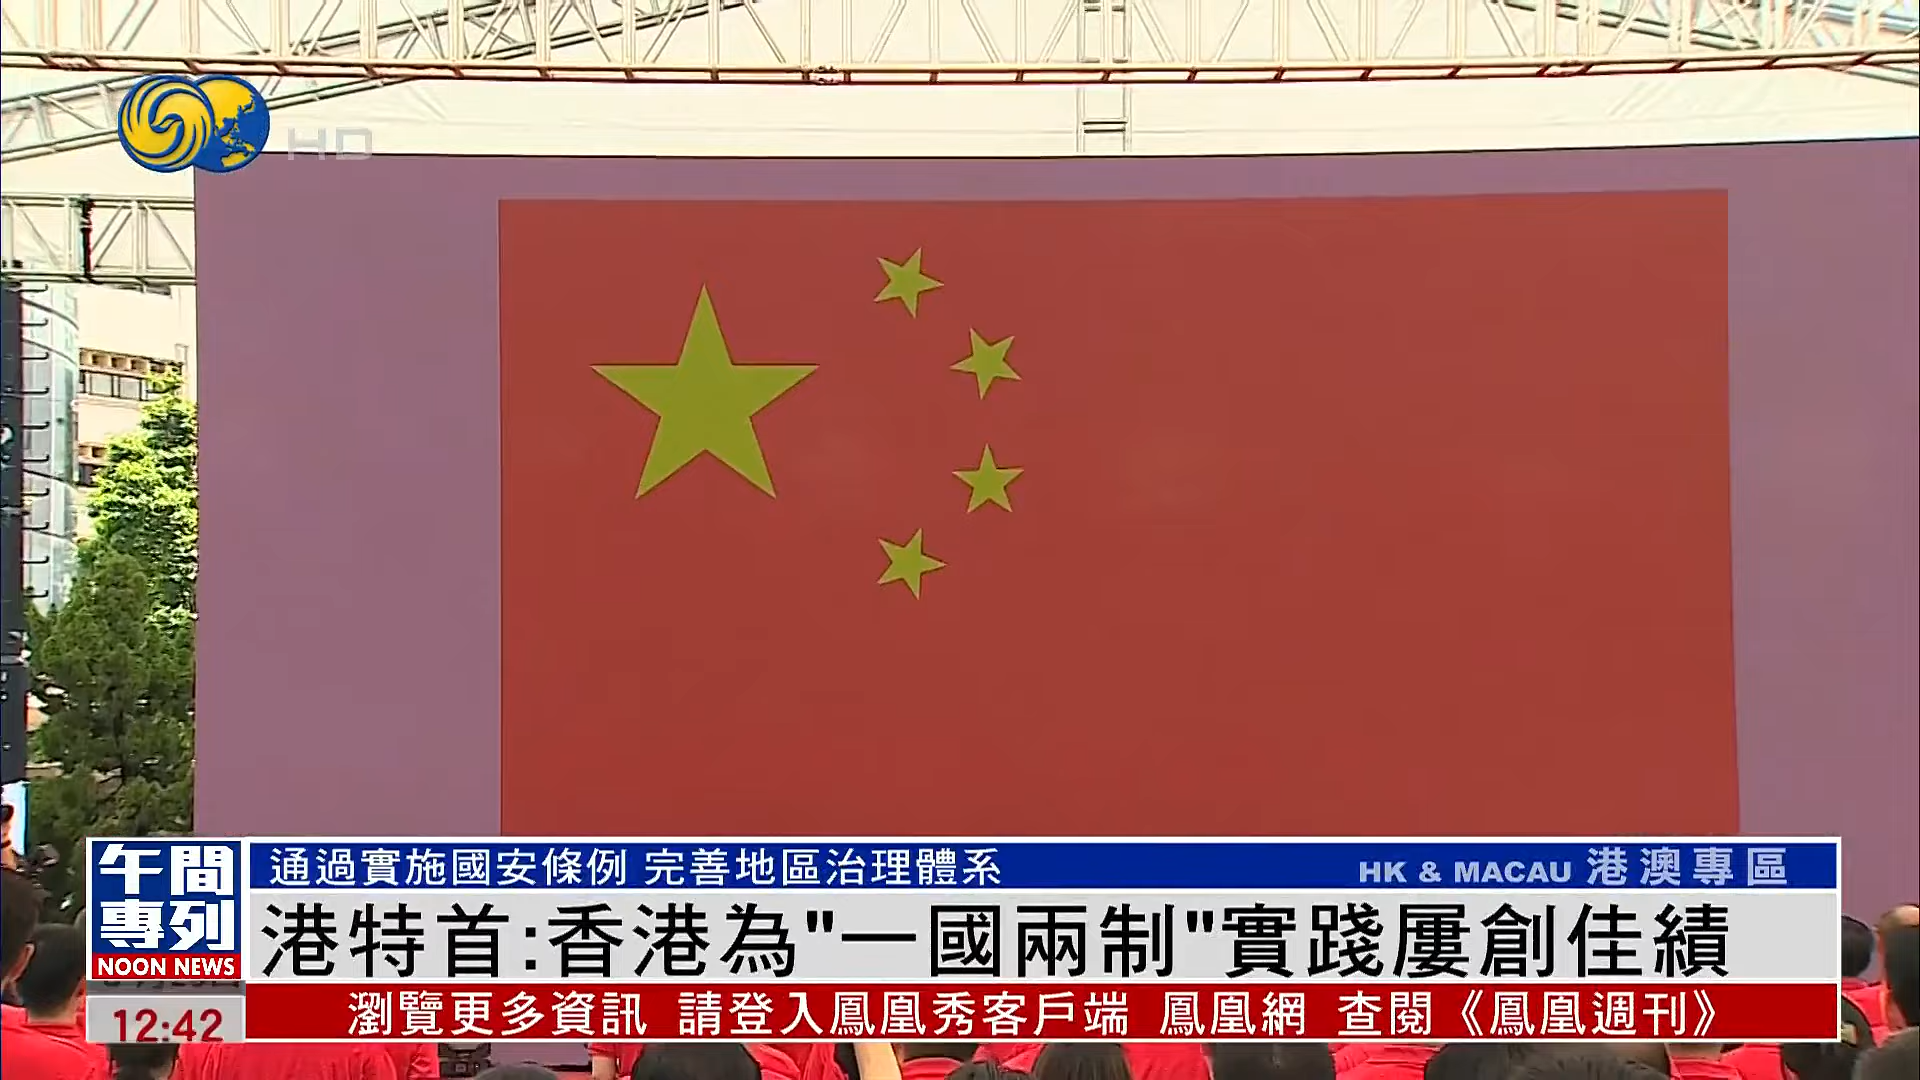 HD
通過實施國安條例 完善地區治理體系
HK & MACAU 港澳專區
午間專列
NOON NEWS
港特首:香港為"一國兩制"實踐屢創佳績
12:42
瀏覽更多資訊 請登入鳳凰秀客戶端 鳳凰網 查閱《鳳凰週刊》